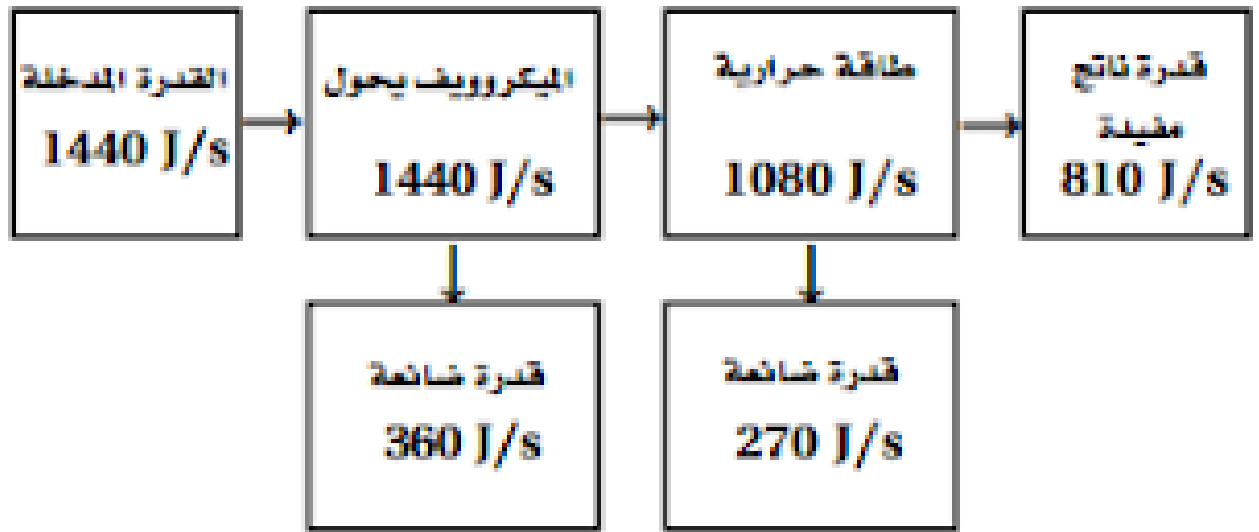 القدرة المدخلة
1440 J/s
الميكروويف يحول
1440 J/s
طاقة حرارية
1080 J/s
قدرة ناتج
مفيدة
810 J/s
قدرة ضائعة
360 J/s
قدرة ضائعة
270 J/s